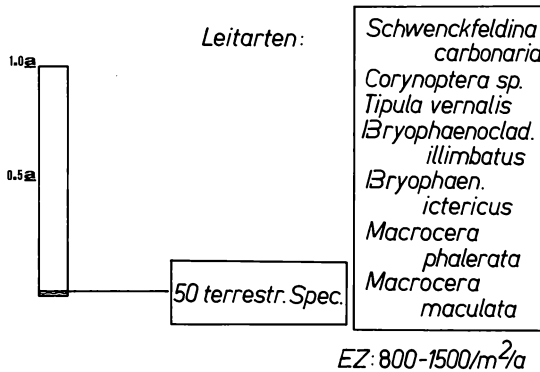 Leitarten:
Schwenckfeldina
carbonaria
Corynoptera sp.
Tipula vernalis
Bryophaenoclad.
illimbatus
Bryophaen.
ictericus
Macrocera
phalerata
Macrocera
maculata
1.0a
0.5a
50 terrestr. Spec.
EZ: 800-1500/m²/a